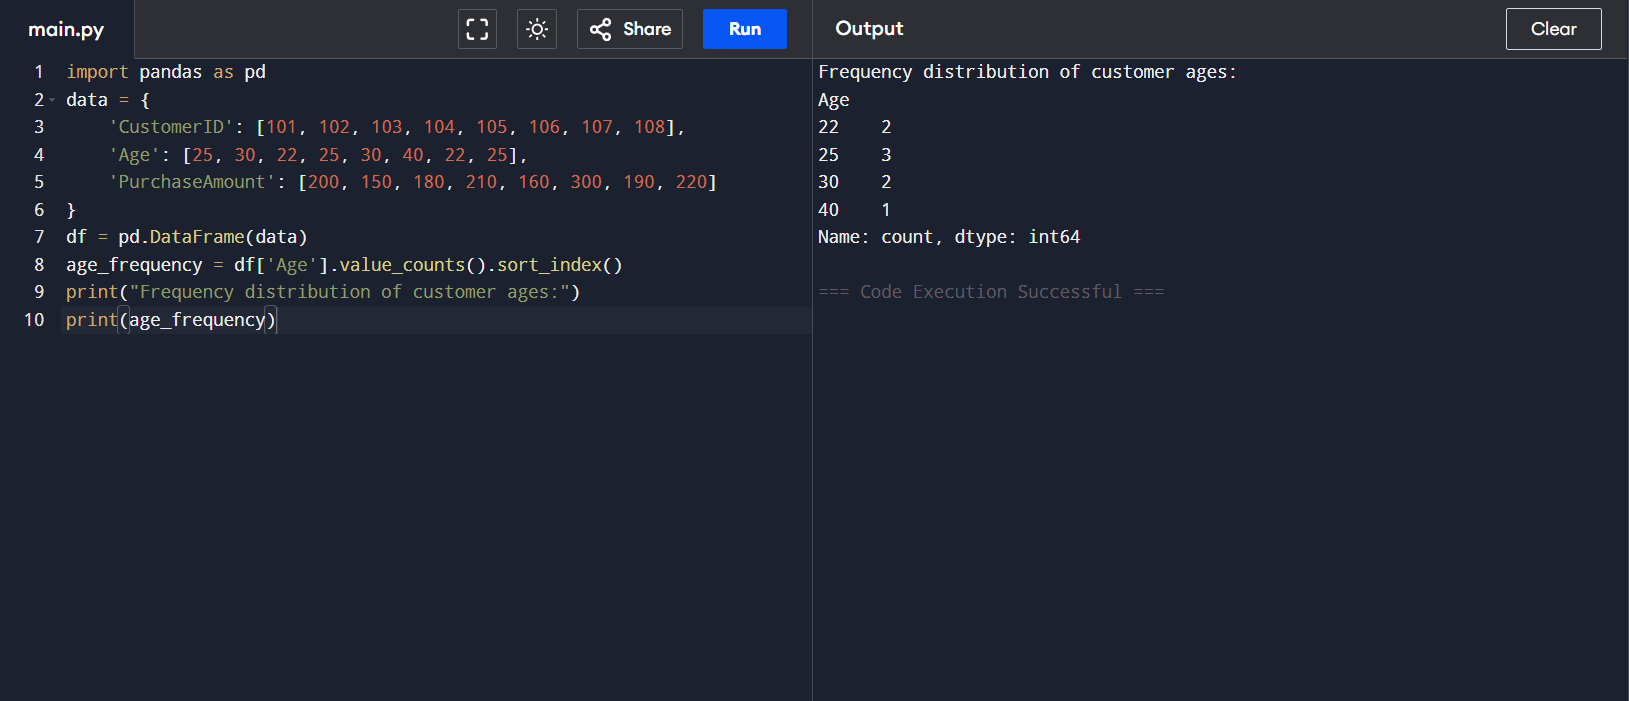 main.py
Share
Run
1 import pandas as pd
2 data = {
3     'CustomerID': [101, 102, 103, 104, 105, 106, 107, 108],
4     'Age': [25, 30, 22, 25, 30, 40, 22, 25],
5     'PurchaseAmount': [200, 150, 180, 210, 160, 300, 190, 220]
6 }
7 df = pd.DataFrame(data)
8 age_frequency = df['Age'].value_counts().sort_index()
9 print("Frequency distribution of customer ages:")
10 print(age_frequency)
Output
Clear
Frequency distribution of customer ages:
Age
22    2
25    3
30    2
40    1
Name: count, dtype: int64
=== Code Execution Successful ===